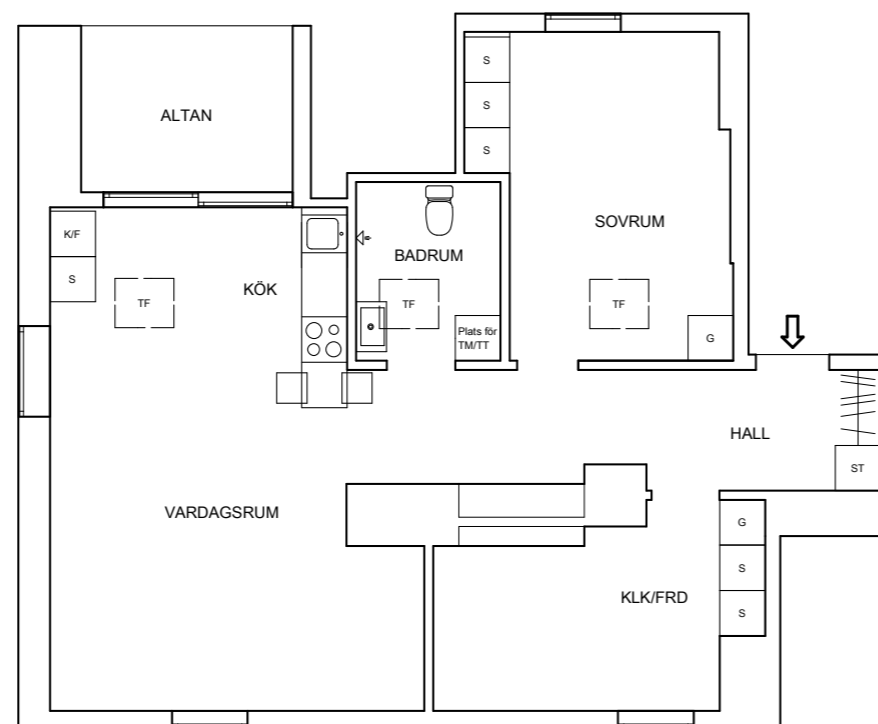 S
ALTAN
S
S
SOVRUM
K/F
BADRUM
S
KÖK
TF
TF
TF
Plats för
TM/TT
G
HALL
ST
VARDAGSRUM
G
S
KLK/FRD
S